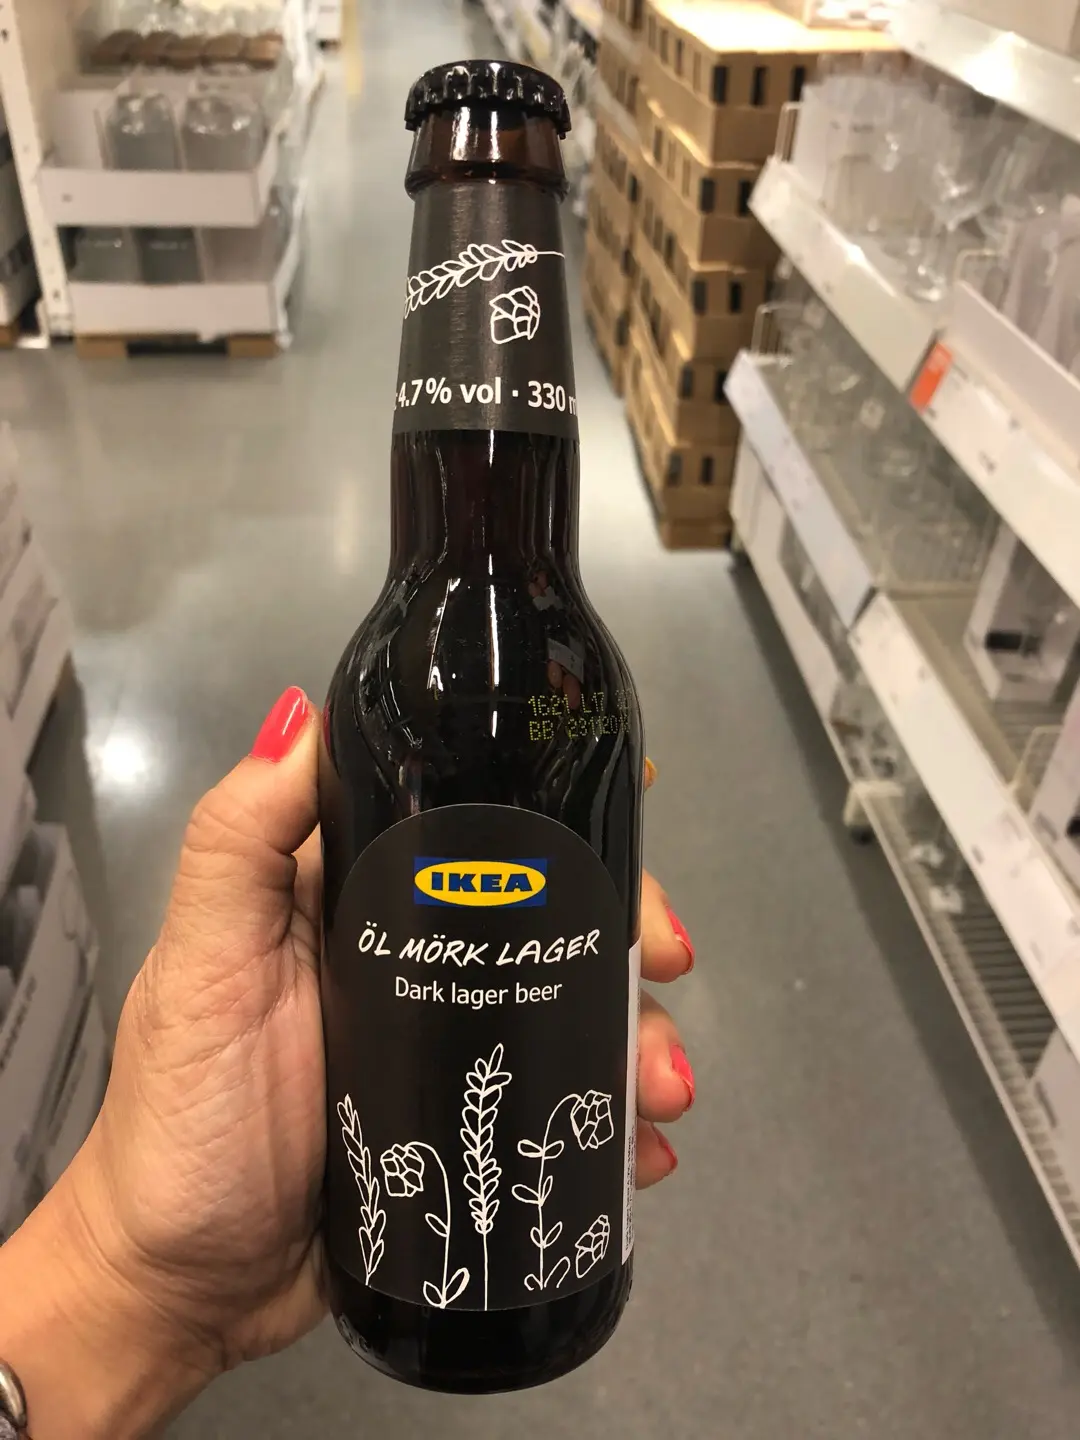 4.7% vol · 330
IKEA
ÖL MÖRK LAGER
Dark lager beer